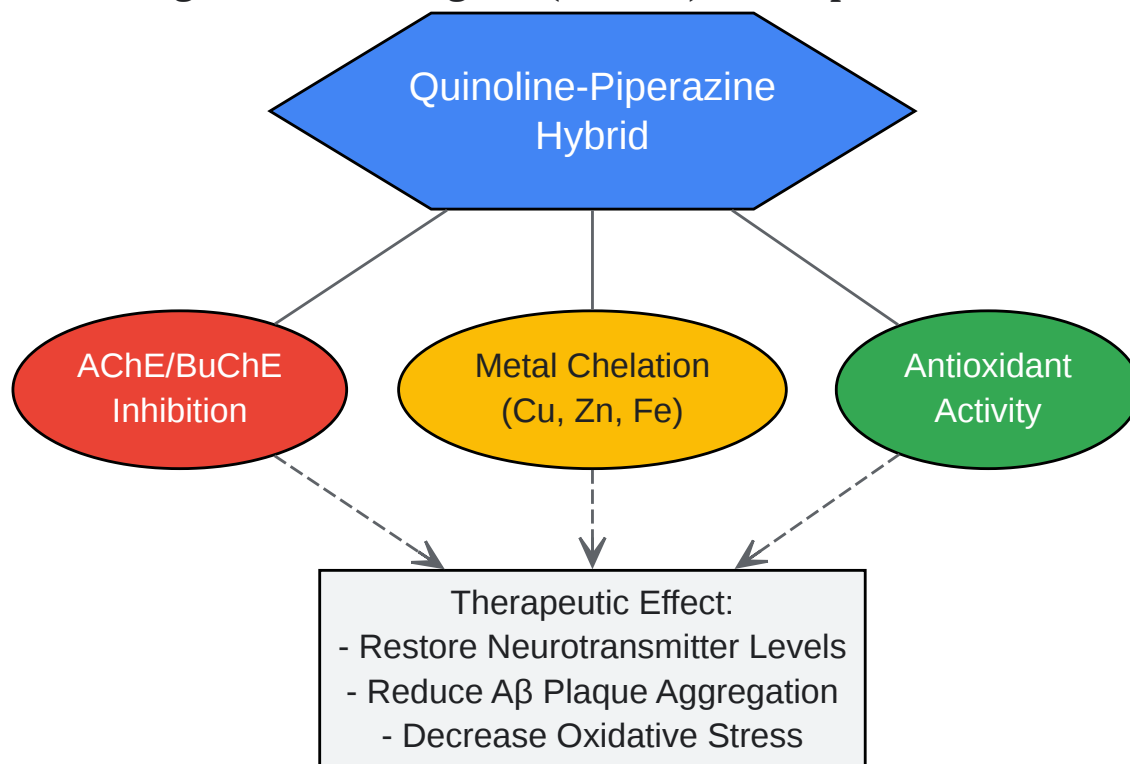 Quinoline-Piperazine
Hybrid
AChE/BuChE
Inhibition
Metal Chelation
(Cu, Zn, Fe)
Antioxidant
Activity
Therapeutic Effect:
- Restore Neurotransmitter Levels
- Reduce Aβ Plaque Aggregation
- Decrease Oxidative Stress